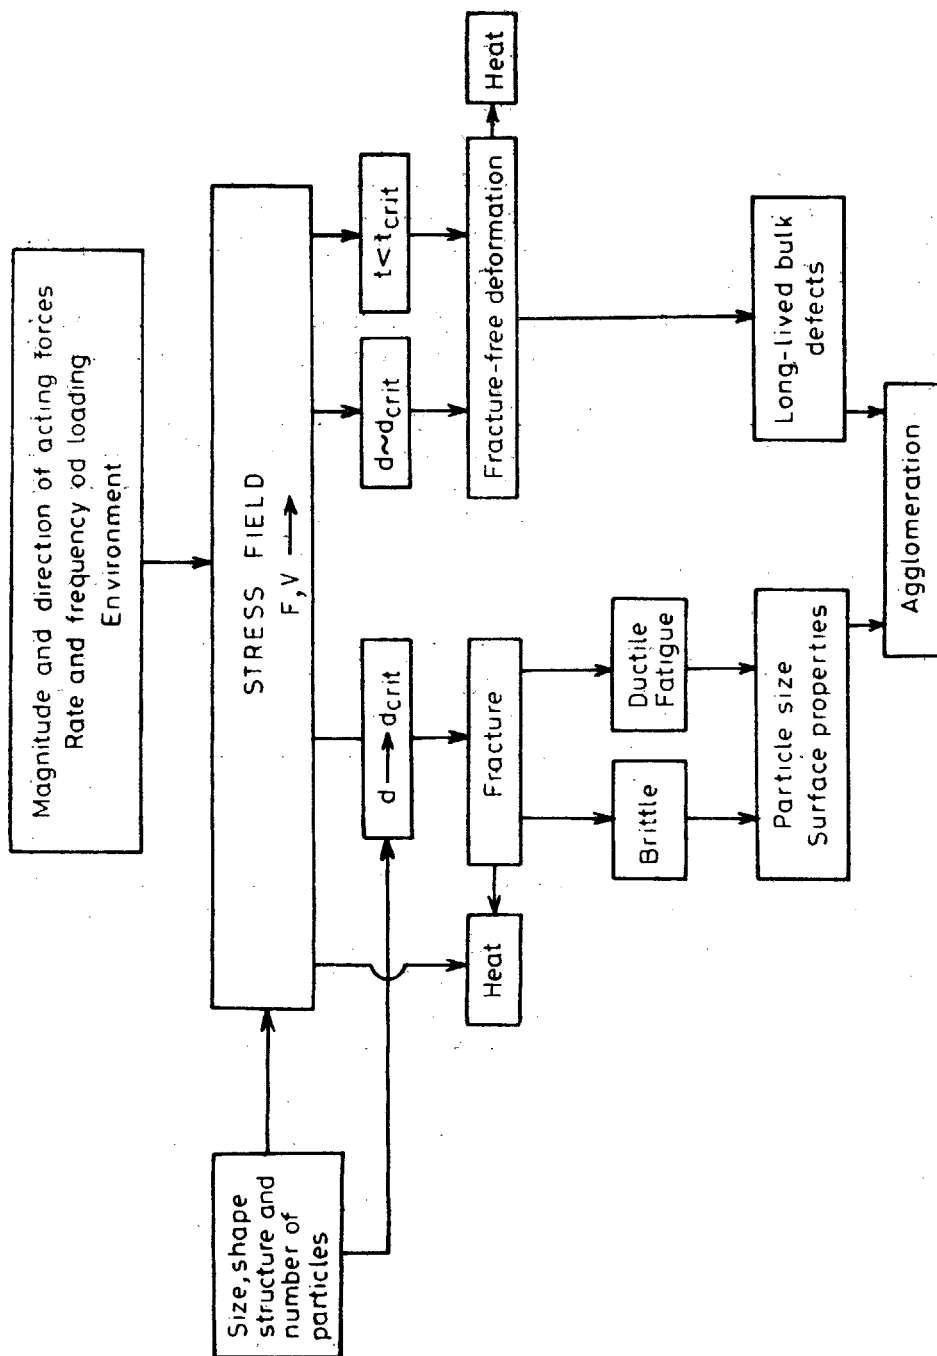 Magnitude and direction of acting forces
Rate and frequency od loading
Environment
Size, shape
structure and
number of
particles
STRESS FIELD
F, V →
d → dcrit
d~dcrit
t< tcrit
Heat
Fracture
Fracture-free deformation
Heat
Brittle
Ductile
Fatigue
Particle size
Surface properties
Long-lived bulk
defects
Agglomeration